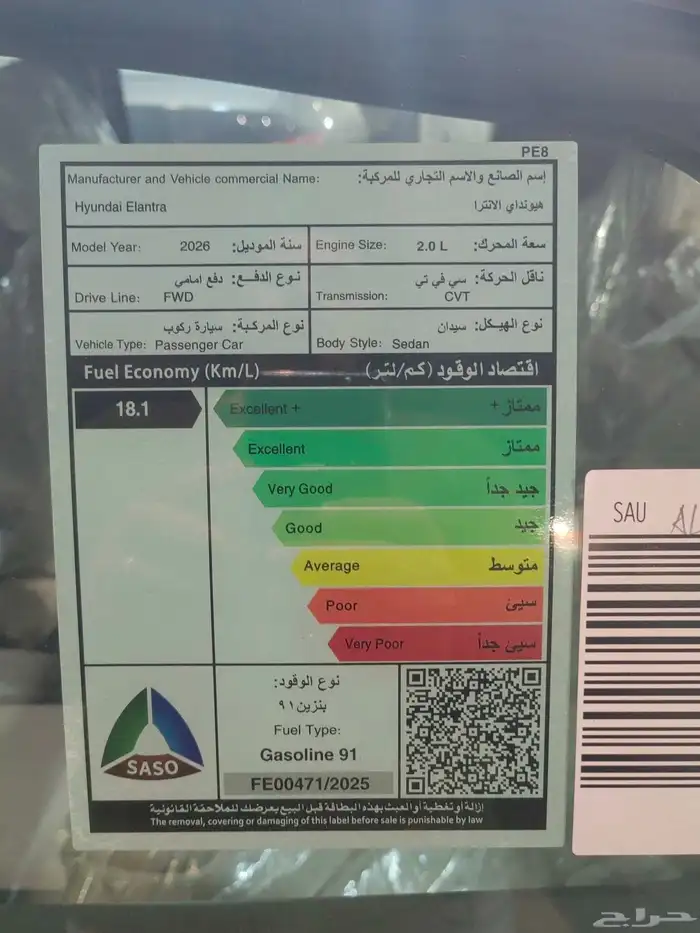 PE8
Manufacturer and Vehicle commercial Name: إسم الصانع والاسم التجاري للمركبة:
Hyundai Elantra هيونداي الانترا
Model Year: 2026 سنة الموديل: Engine Size: 2.0 L سعة المحرك:
نوع الدفع: دفع امامي
Drive Line: FWD
ناقل الحركة: سي في تي
Transmission: CVT
نوع المركبة: سيارة ركوب
Vehicle Type: Passenger Car
نوع الهيكل: سيدان
Body Style: Sedan
Fuel Economy (Km/L) اقتصاد الوقود (كم/لتر)
18.1
Excellent + ممتاز +
Excellent ممتاز
Very Good جيد جداً
Good جيد
Average متوسط
Poor سيئ
Very Poor سيئ جداً
SASO
نوع الوقود:
بنزين ٩١
Fuel Type:
Gasoline 91
FE00471/2025
إزالة أو تغطية أو العبث بهذه البطاقة قبل البيع يعرضك للملاحقة القانونية
The removal, covering or damaging of this label before sale is punishable by law
SAU AL
حراج